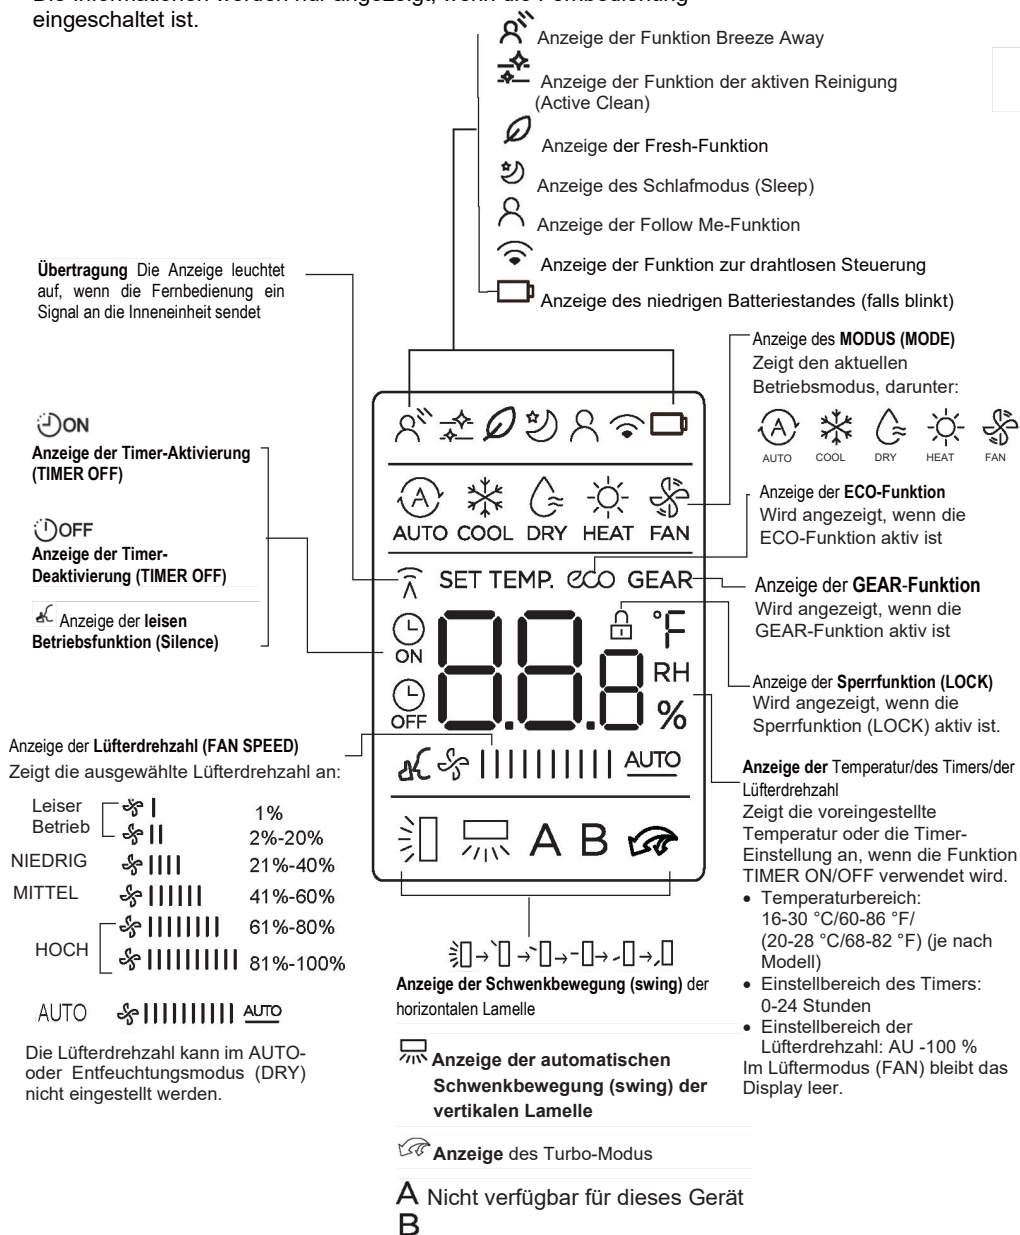 eingeschaltet ist.
Anzeige der Funktion Breeze Away
Anzeige der Funktion der aktiven Reinigung
(Active Clean)
Anzeige der Fresh-Funktion
Anzeige des Schlafmodus (Sleep)
Anzeige der Follow Me-Funktion
Anzeige der Funktion zur drahtlosen Steuerung
Anzeige des niedrigen Batteriestandes (falls blinkt)
Übertragung Die Anzeige leuchtet
auf, wenn die Fernbedienung ein
Signal an die Inneneinheit sendet
ON
Anzeige der Timer-Aktivierung
(TIMER OFF)
OFF
Anzeige der Timer-
Deaktivierung (TIMER OFF)
Anzeige der leisen
Betriebsfunktion (Silence)
Anzeige der Lüfterdrehzahl (FAN SPEED)
Zeigt die ausgewählte Lüfterdrehzahl an:
Leiser
Betrieb
1%
2%-20%
NIEDRIG 21%-40%
MITTEL 41%-60%
HOCH
61%-80%
81%-100%
AUTO AUTO
Die Lüfterdrehzahl kann im AUTO-
oder Entfeuchtungsmodus (DRY)
nicht eingestellt werden.
AUTO COOL DRY HEAT FAN
SET TEMP. eco GEAR
ON
OFF
88.8
°F
RH
%
AUTO
A B
Anzeige der Schwenkbewegung (swing) der
horizontalen Lamelle
Anzeige der automatischen
Schwenkbewegung (swing) der
vertikalen Lamelle
Anzeige des Turbo-Modus
A Nicht verfügbar für dieses Gerät
B
Anzeige des MODUS (MODE)
Zeigt den aktuellen
Betriebsmodus, darunter:
A
AUTO COOL DRY HEAT FAN
Anzeige der ECO-Funktion
Wird angezeigt, wenn die
ECO-Funktion aktiv ist
Anzeige der GEAR-Funktion
Wird angezeigt, wenn die
GEAR-Funktion aktiv ist
Anzeige der Sperrfunktion (LOCK)
Wird angezeigt, wenn die
Sperrfunktion (LOCK) aktiv ist.
Anzeige der Temperatur/des Timers/der
Lüfterdrehzahl
Zeigt die voreingestellte
Temperatur oder die Timer-
Einstellung an, wenn die Funktion
TIMER ON/OFF verwendet wird.
• Temperaturbereich:
16-30 °C/60-86 °F/
(20-28 °C/68-82 °F) (je nach
Modell)
• Einstellbereich des Timers:
0-24 Stunden
• Einstellbereich der
Lüfterdrehzahl: AU -100 %
Im Lüftermodus (FAN) bleibt das
Display leer.